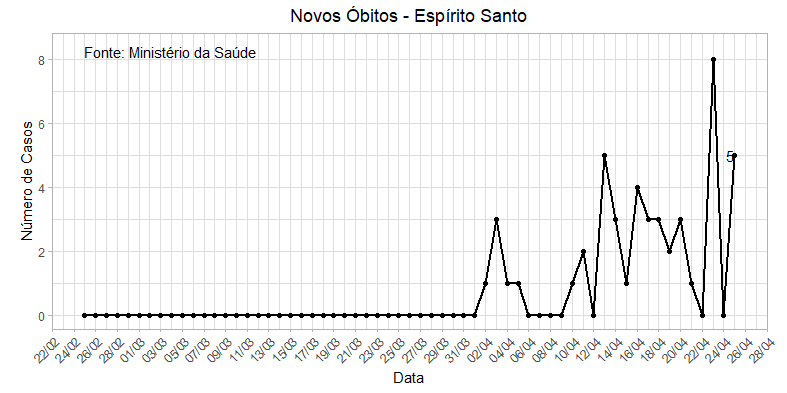 Novos Óbitos - Espírito Santo
Fonte: Ministério da Saúde
Número de Casos
8
6
4
2
0
5
22/02 24/02 26/02 28/02 01/03 03/03 05/03 07/03 09/03 11/03 13/03 15/03 17/03 19/03 21/03 23/03 25/03 27/03 29/03 31/03 02/04 04/04 06/04 08/04 10/04 12/04 14/04 16/04 18/04 20/04 22/04 24/04 26/04 28/04
Data